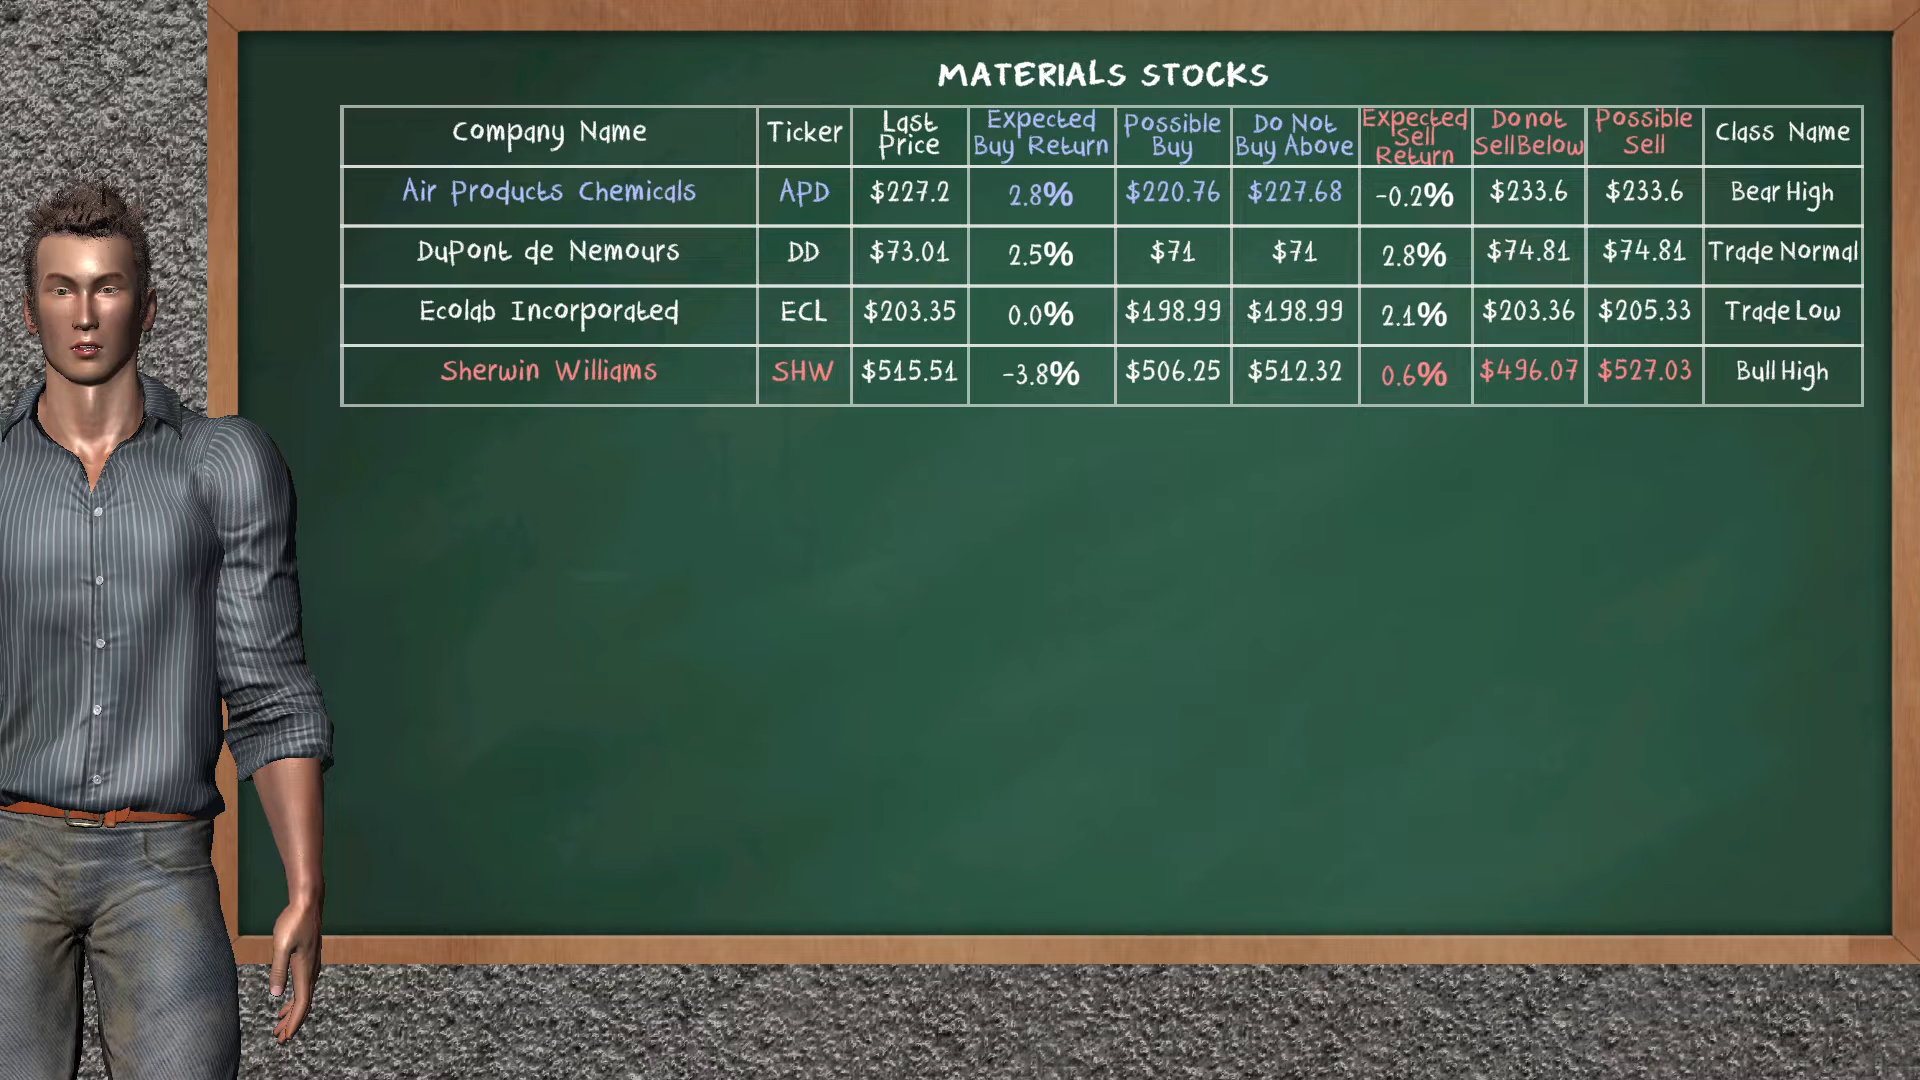 MATERIALS STOCKS
Company Name Ticker Last Price Expected Buy Return Possible Buy Do Not Buy Above Expected Sell Return Do not Sell Below Possible Sell Class Name
Air Products Chemicals APD $227.2 2.8% $220.76 $227.68 -0.2% $233.6 $233.6 Bear High
DuPont de Nemours DD $73.01 2.5% $71 $71 2.8% $74.81 $74.81 Trade Normal
Ecolab Incorporated ECL $203.35 0.0% $198.99 $198.99 2.1% $203.36 $205.33 Trade Low
Sherwin Williams SHW $515.51 -3.8% $506.25 $512.32 0.6% $496.07 $527.03 Bull High